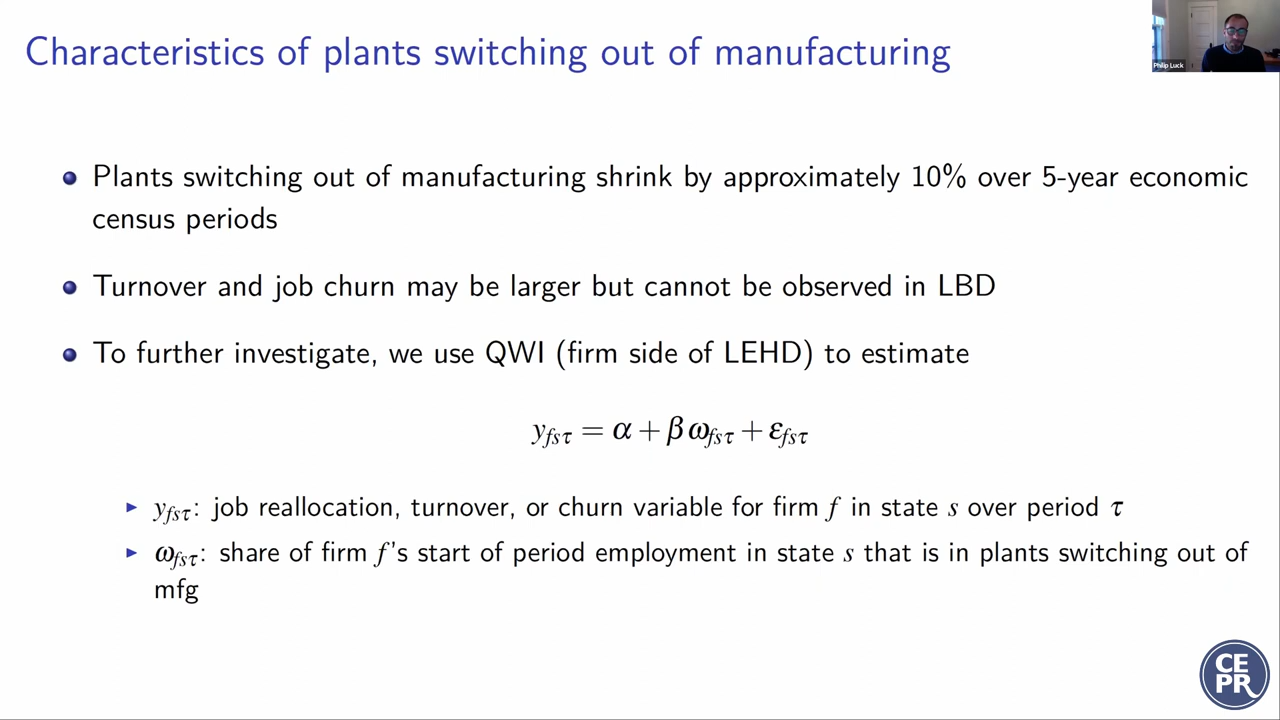 Characteristics of plants switching out of manufacturing
Philip Luck
Plants switching out of manufacturing shrink by approximately 10% over 5-year economic
census periods
Turnover and job churn may be larger but cannot be observed in LBD
To further investigate, we use QWI (firm side of LEHD) to estimate
y_{fsτ} = α + β ω_{fsτ} + ε_{fsτ}
y_{fsτ}: job reallocation, turnover, or churn variable for firm f in state s over period τ
ω_{fsτ}: share of firm f's start of period employment in state s that is in plants switching out of
mfg
CE
PR